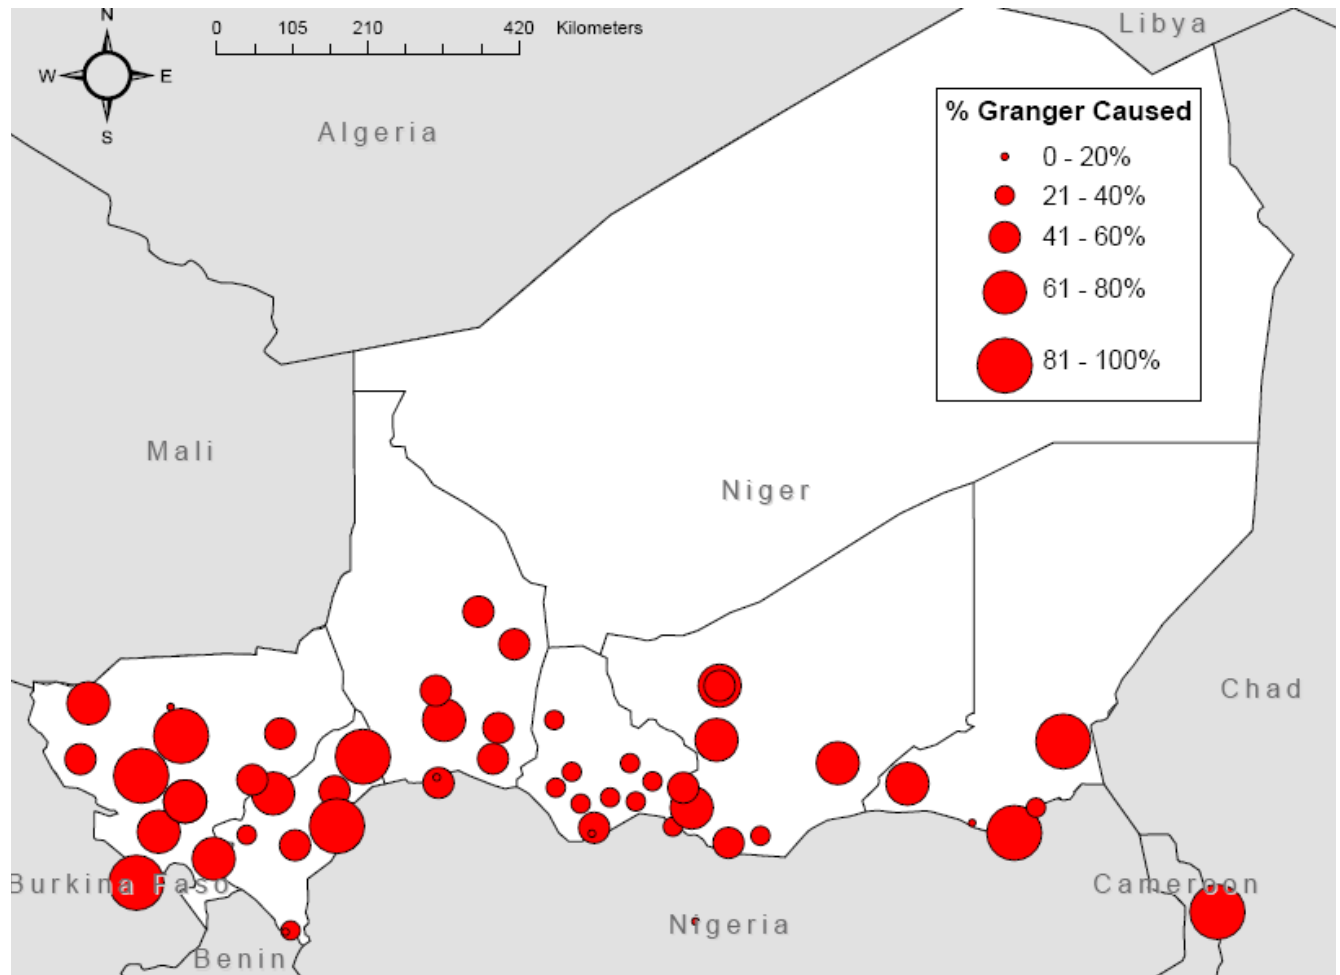 N
0 105 210 420 Kilometers
W E
S
Libya
Algeria
% Granger Caused
0 - 20%
21 - 40%
41 - 60%
61 - 80%
81 - 100%
Mali
Niger
Chad
Burkina Faso
Cameroon
Nigeria
Benin